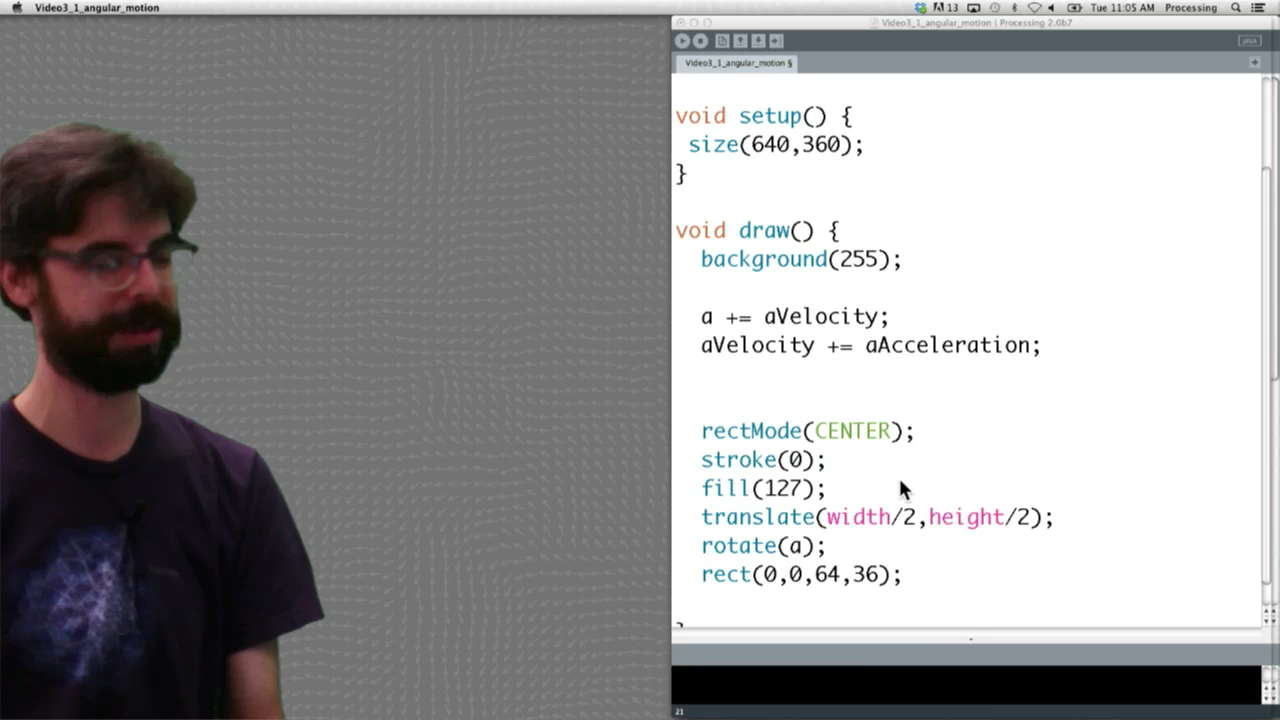 Video3_1_angular_motion
13 Tue 11:05 AM Processing
Video3_1_angular_motion | Processing 2.0b7
Java
Video3_1_angular_motion §
void setup() {
size(640,360);
}
void draw() {
background(255);
a += aVelocity;
aVelocity += aAcceleration;
rectMode(CENTER);
stroke(0);
fill(127);
translate(width/2,height/2);
rotate(a);
rect(0,0,64,36);
}
21